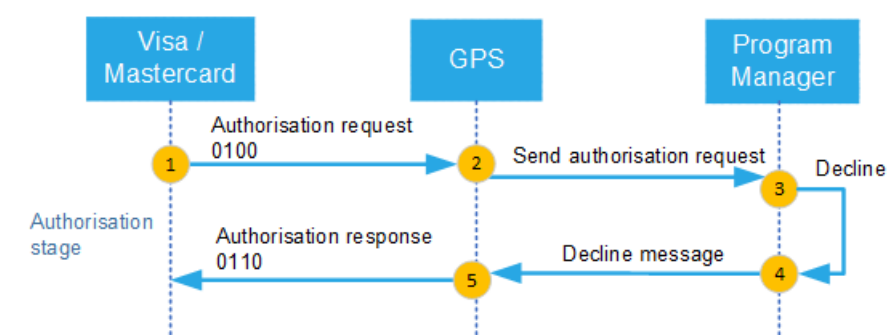 Visa /
Mastercard
GPS
Program
Manager
Authorisation request
0100
1
2
Send authorisation request
3
Decline
Authorisation
stage
Authorisation response
0110
5
Decline message
4